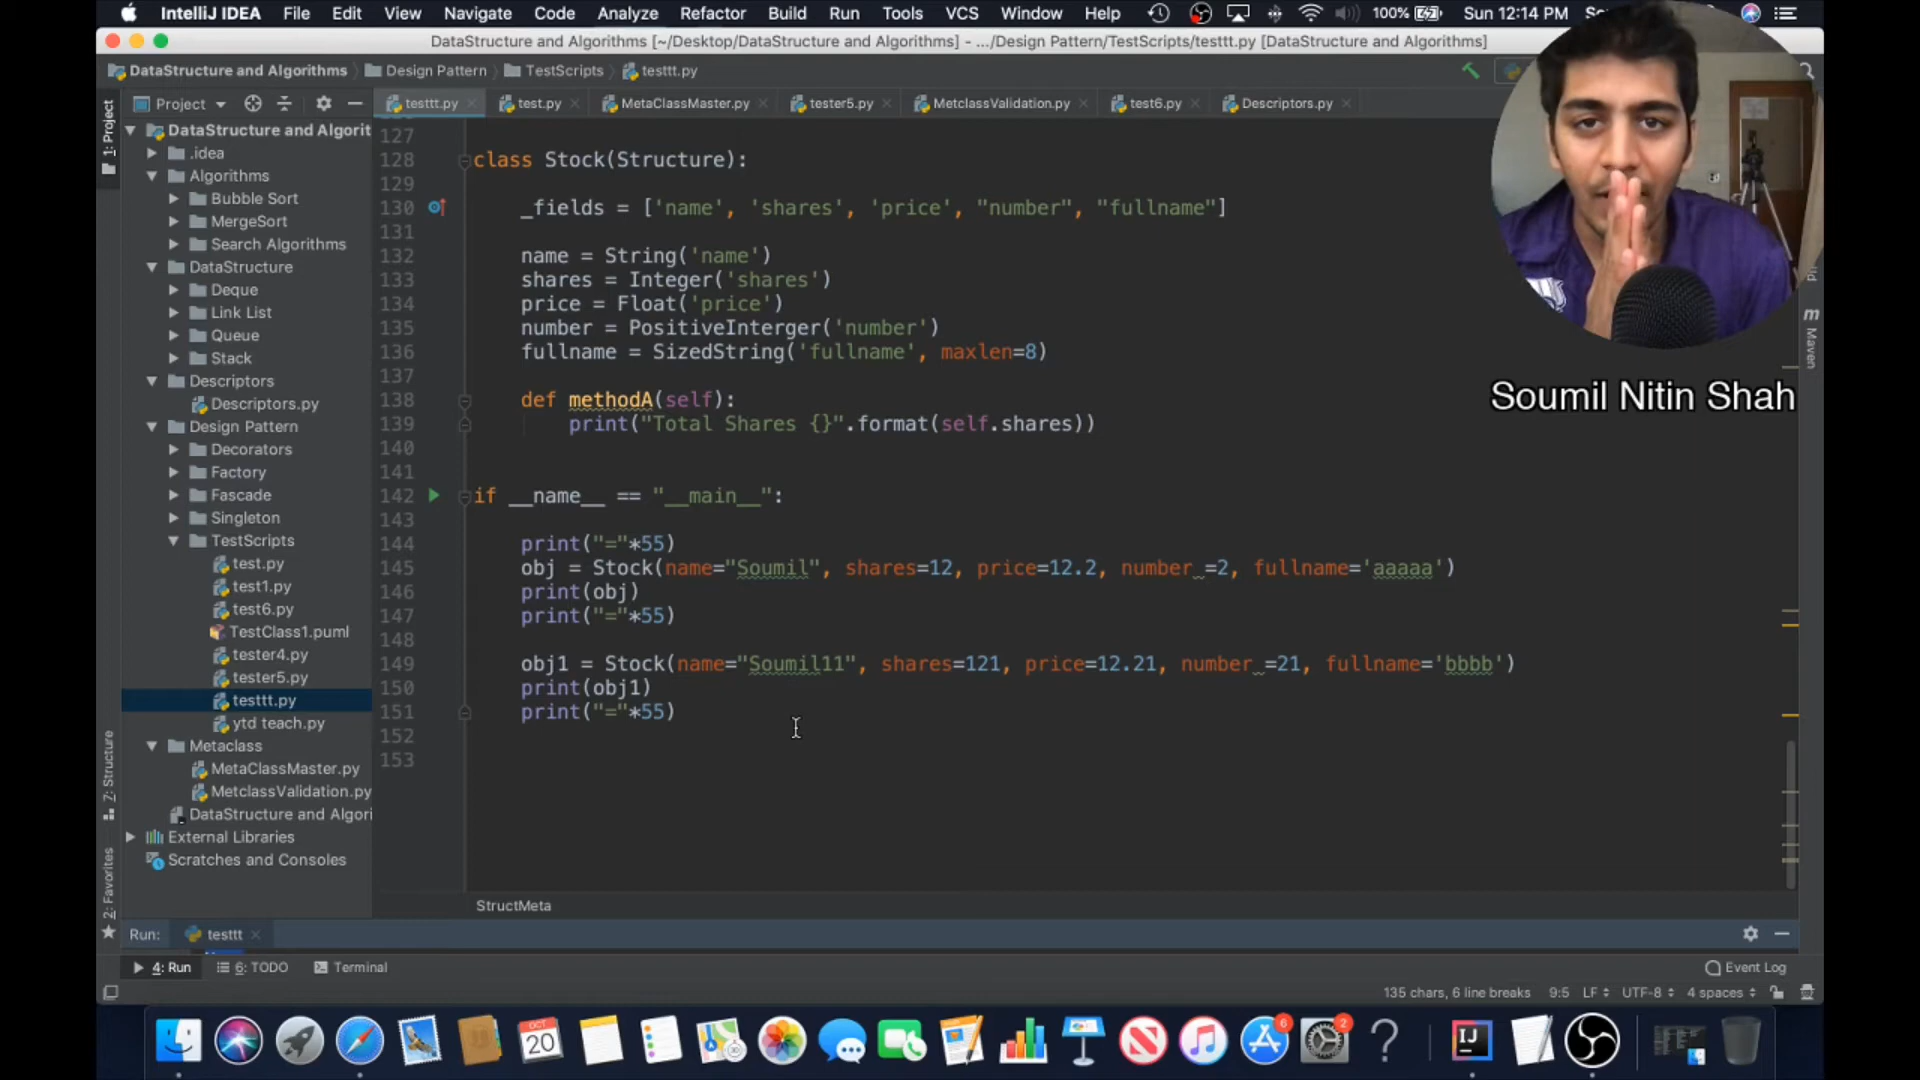 IntelliJ IDEA File Edit View Navigate Code Analyze Refactor Build Run Tools VCS Window Help 100% Sun 12:14 PM
DataStructure and Algorithms [~/Desktop/DataStructure and Algorithms] - .../Design Pattern/TestScripts/testtt.py [DataStructure and Algorithms]
DataStructure and Algorithms Design Pattern TestScripts testtt.py
1: Project
Project
testtt.py test.py MetaClassMaster.py tester5.py MetclassValidation.py test6.py Descriptors.py
DataStructure and Algorit
.idea
Algorithms
Bubble Sort
MergeSort
Search Algorithms
DataStructure
Deque
Link List
Queue
Stack
Descriptors
Descriptors.py
Design Pattern
Decorators
Factory
Fascade
Singleton
TestScripts
test.py
test1.py
test6.py
TestClass1.puml
tester4.py
tester5.py
testtt.py
ytd teach.py
Metaclass
MetaClassMaster.py
MetclassValidation.py
DataStructure and Algori
External Libraries
Scratches and Consoles
127
128 class Stock(Structure):
129
130 _fields = ['name', 'shares', 'price', "number", "fullname"]
131
132 name = String('name')
133 shares = Integer('shares')
134 price = Float('price')
135 number = PositiveInterger('number')
136 fullname = SizedString('fullname', maxlen=8)
137
138 def methodA(self):
139 print("Total Shares {}".format(self.shares))
140
141
142 if __name__ == "__main__":
143
144 print("="*55)
145 obj = Stock(name="Soumil", shares=12, price=12.2, number =2, fullname='aaaaa')
146 print(obj)
147 print("="*55)
148
149 obj1 = Stock(name="Soumil11", shares=121, price=12.21, number =21, fullname='bbbb')
150 print(obj1)
151 print("="*55)
152
153
Soumil Nitin Shah
m Maven
Z: Structure
2: Favorites
StructMeta
Run: testtt
4: Run 6: TODO Terminal Event Log
135 chars, 6 line breaks 9:5 LF UTF-8 4 spaces
OCT
20
6
2
IJ